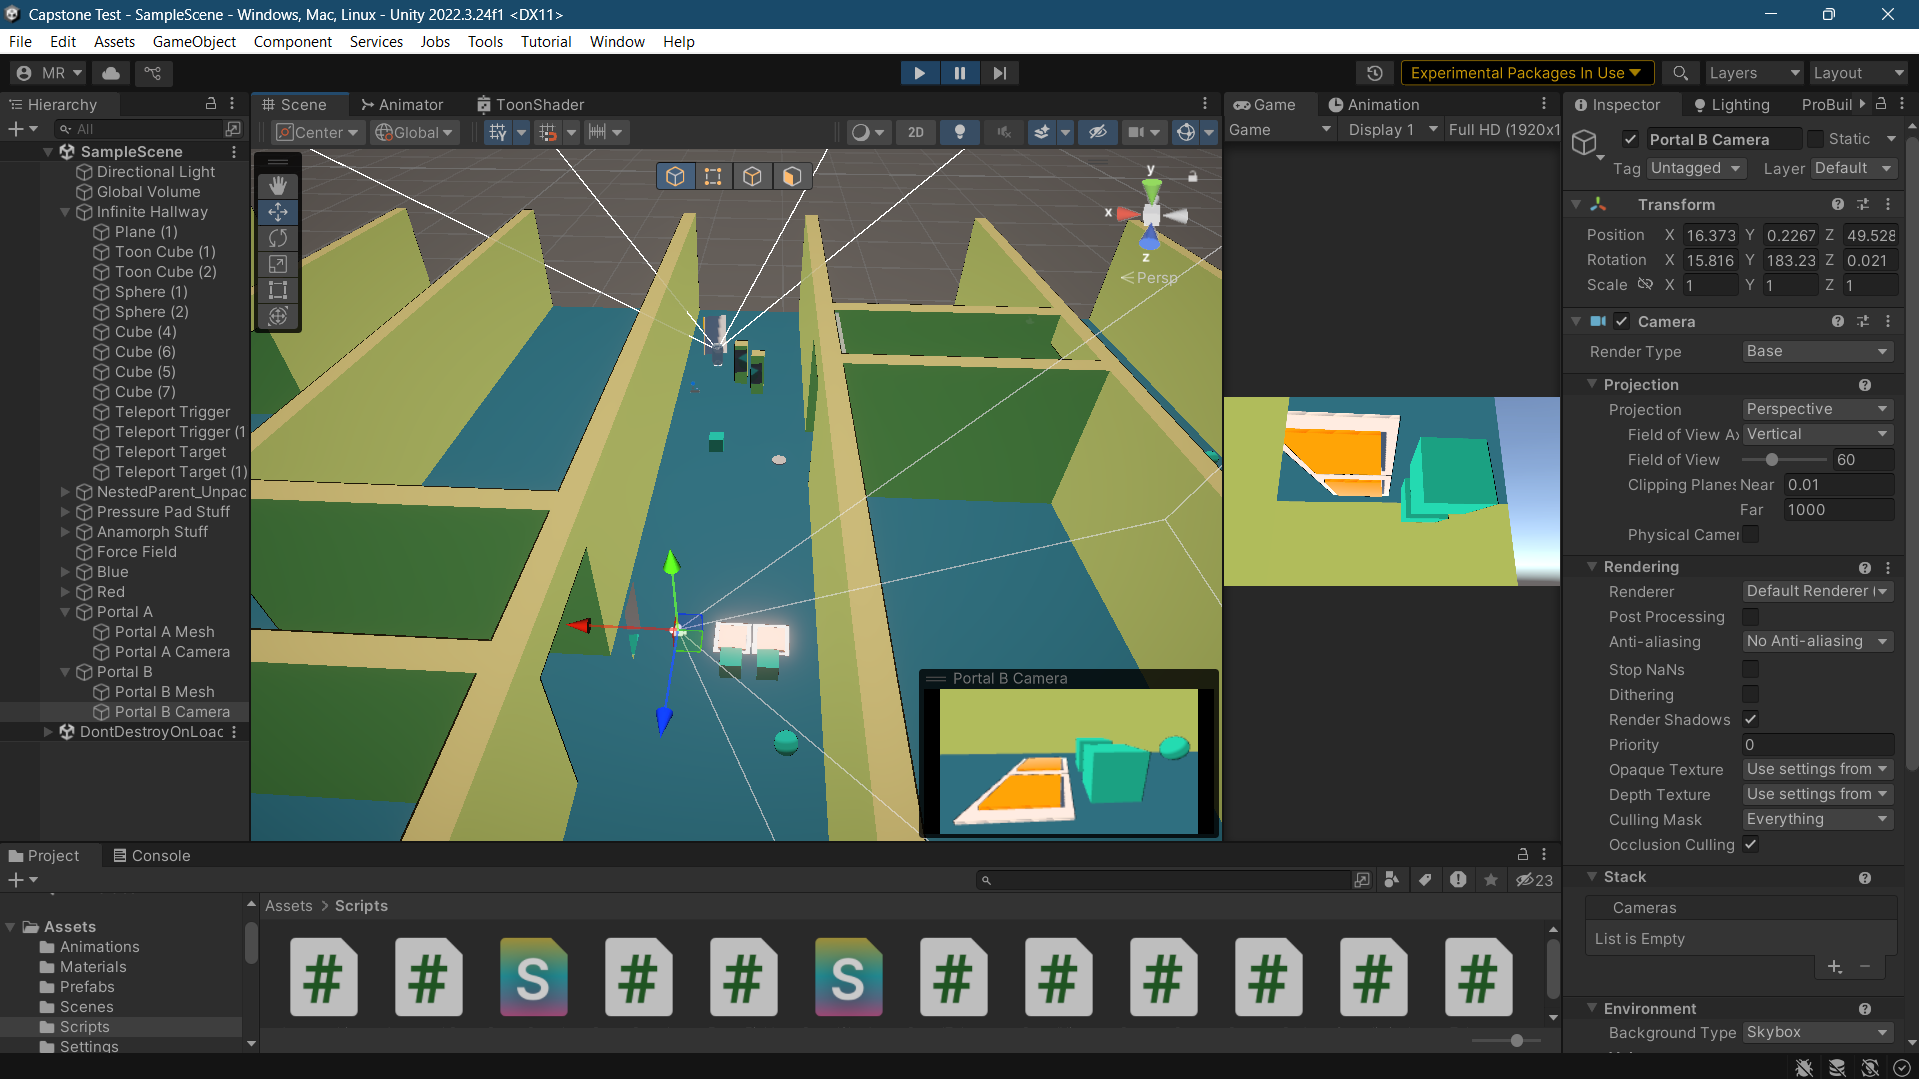 Capstone Test - SampleScene - Windows, Mac, Linux - Unity 2022.3.24f1 <DX11>
File Edit Assets GameObject Component Services Jobs Tools Tutorial Window Help
MR
Experimental Packages In Use
Layers
Layout
Hierarchy
All
SampleScene
Directional Light
Global Volume
Infinite Hallway
Plane (1)
Toon Cube (1)
Toon Cube (2)
Sphere (1)
Sphere (2)
Cube (4)
Cube (6)
Cube (5)
Cube (7)
Teleport Trigger
Teleport Trigger (1
Teleport Target
Teleport Target (1)
NestedParent_Unpac
Pressure Pad Stuff
Anamorph Stuff
Force Field
Blue
Red
Portal A
Portal A Mesh
Portal A Camera
Portal B
Portal B Mesh
Portal B Camera
DontDestroyOnLoac
Scene
Animator
ToonShader
Center
Global
2D
y
x
z
Persp
Portal B Camera
Game
Animation
Game
Display 1
Full HD (1920x1
Inspector
Lighting
ProBuil
Portal B Camera
Static
Tag Untagged
Layer Default
Transform
Position X 16.373 Y 0.2267 Z 49.528
Rotation X 15.816 Y 183.23 Z 0.021
Scale X 1 Y 1 Z 1
Camera
Render Type Base
Projection
Projection Perspective
Field of View Ax Vertical
Field of View 60
Clipping Planes Near 0.01
Far 1000
Physical Camer
Rendering
Renderer Default Renderer (
Post Processing
Anti-aliasing No Anti-aliasing
Stop NaNs
Dithering
Render Shadows
Priority 0
Opaque Texture Use settings from
Depth Texture Use settings from
Culling Mask Everything
Occlusion Culling
Stack
Cameras
List is Empty
Environment
Background Type Skybox
Project
Console
23
Assets
Animations
Materials
Prefabs
Scenes
Scripts
Settings
Assets > Scripts
# # S # # S # # # # # #